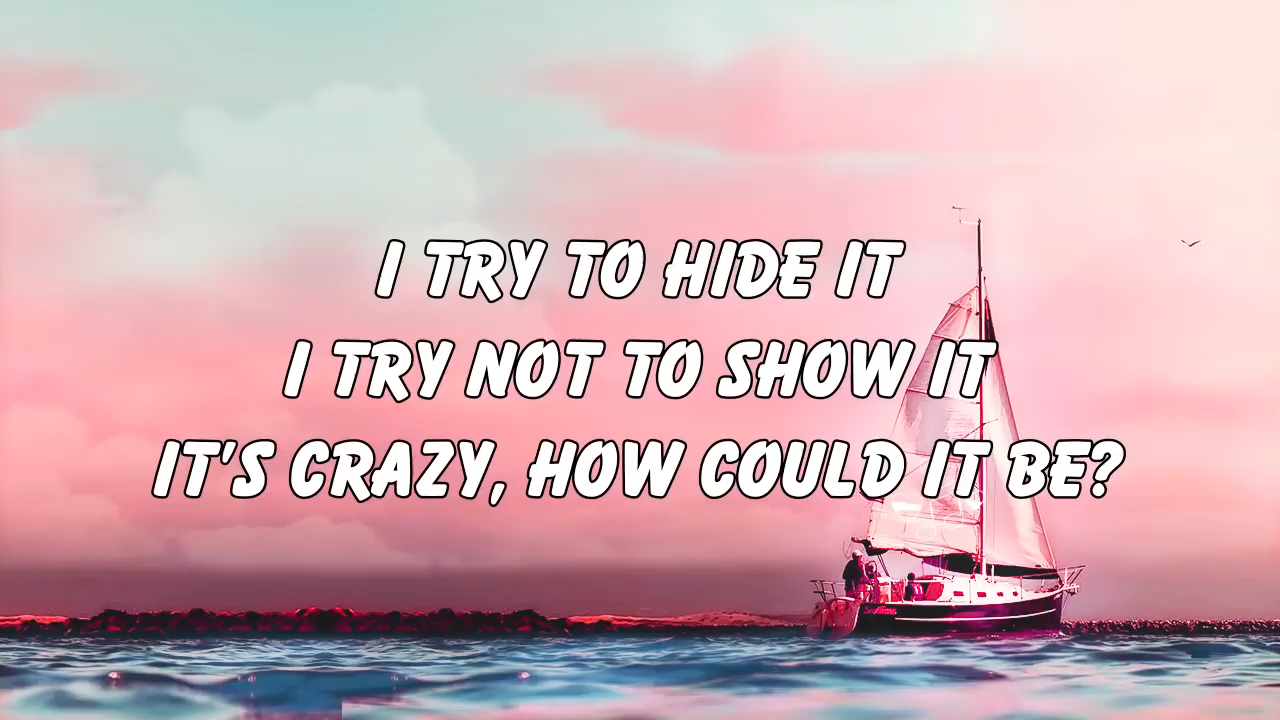 I TRY TO HIDE IT
I TRY NOT TO SHOW IT
IT'S CRAZY, HOW COULD IT BE?